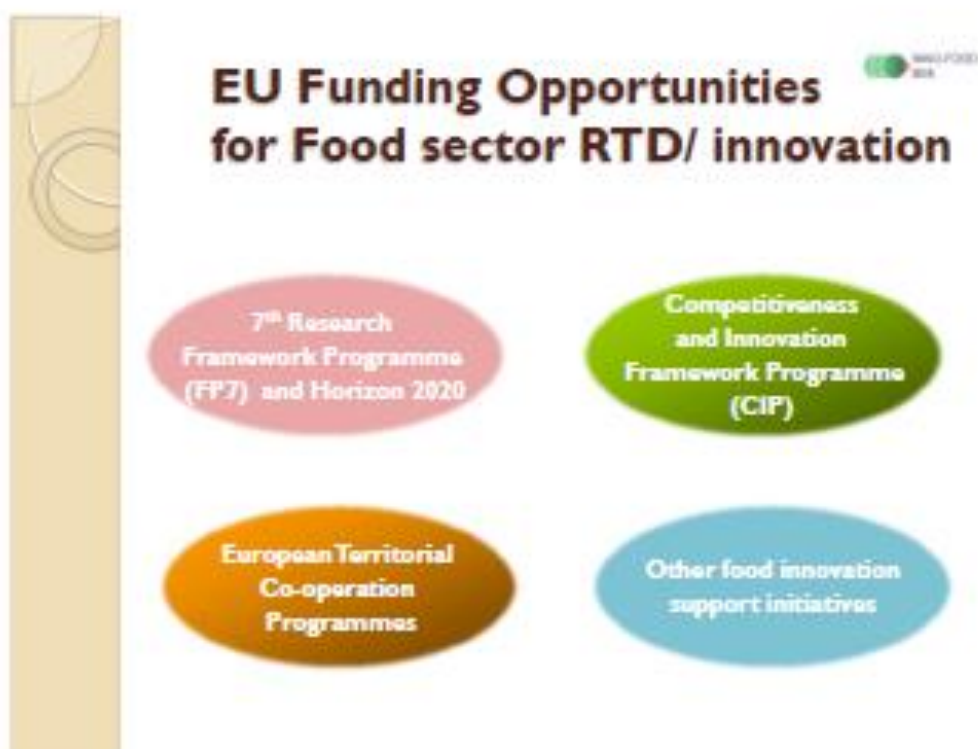 EU Funding Opportunities
for Food sector RTD/ innovation
7th Research
Framework Programme
(FP7) and Horizon 2020
Competitiveness
and Innovation
Framework Programme
(CIP)
European Territorial
Co-operation
Programmes
Other food innovation
support initiatives